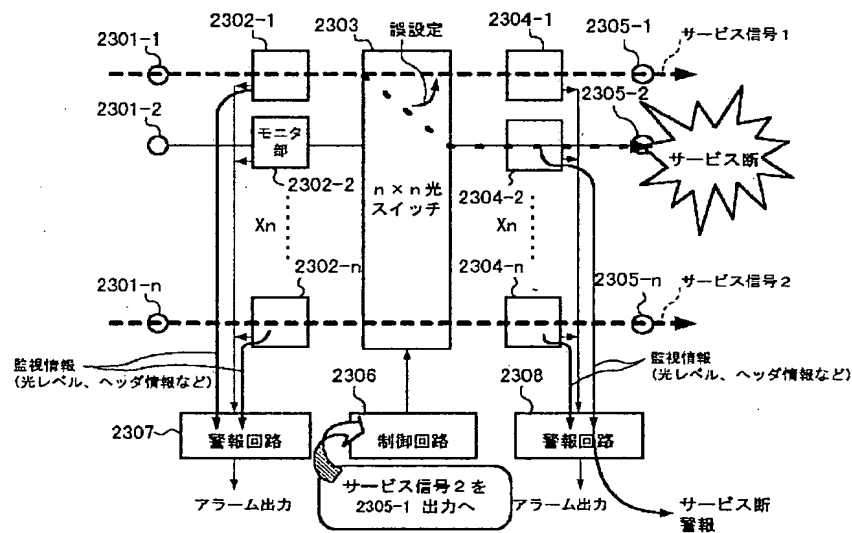 2301-1
2302-1
2303
誤設定
2304-1
2305-1
サービス信号1
2301-2
モニタ部
2302-2
n×n光
スイッチ
2304-2
2305-2
サービス断
Xn
Xn
2301-n
2302-n
2304-n
2305-n
サービス信号2
監視情報
(光レベル、ヘッダ情報など)
監視情報
(光レベル、ヘッダ情報など)
2306
2308
2307
警報回路
制御回路
警報回路
アラーム出力
サービス信号2を
2305-1 出力へ
アラーム出力
サービス断
警報